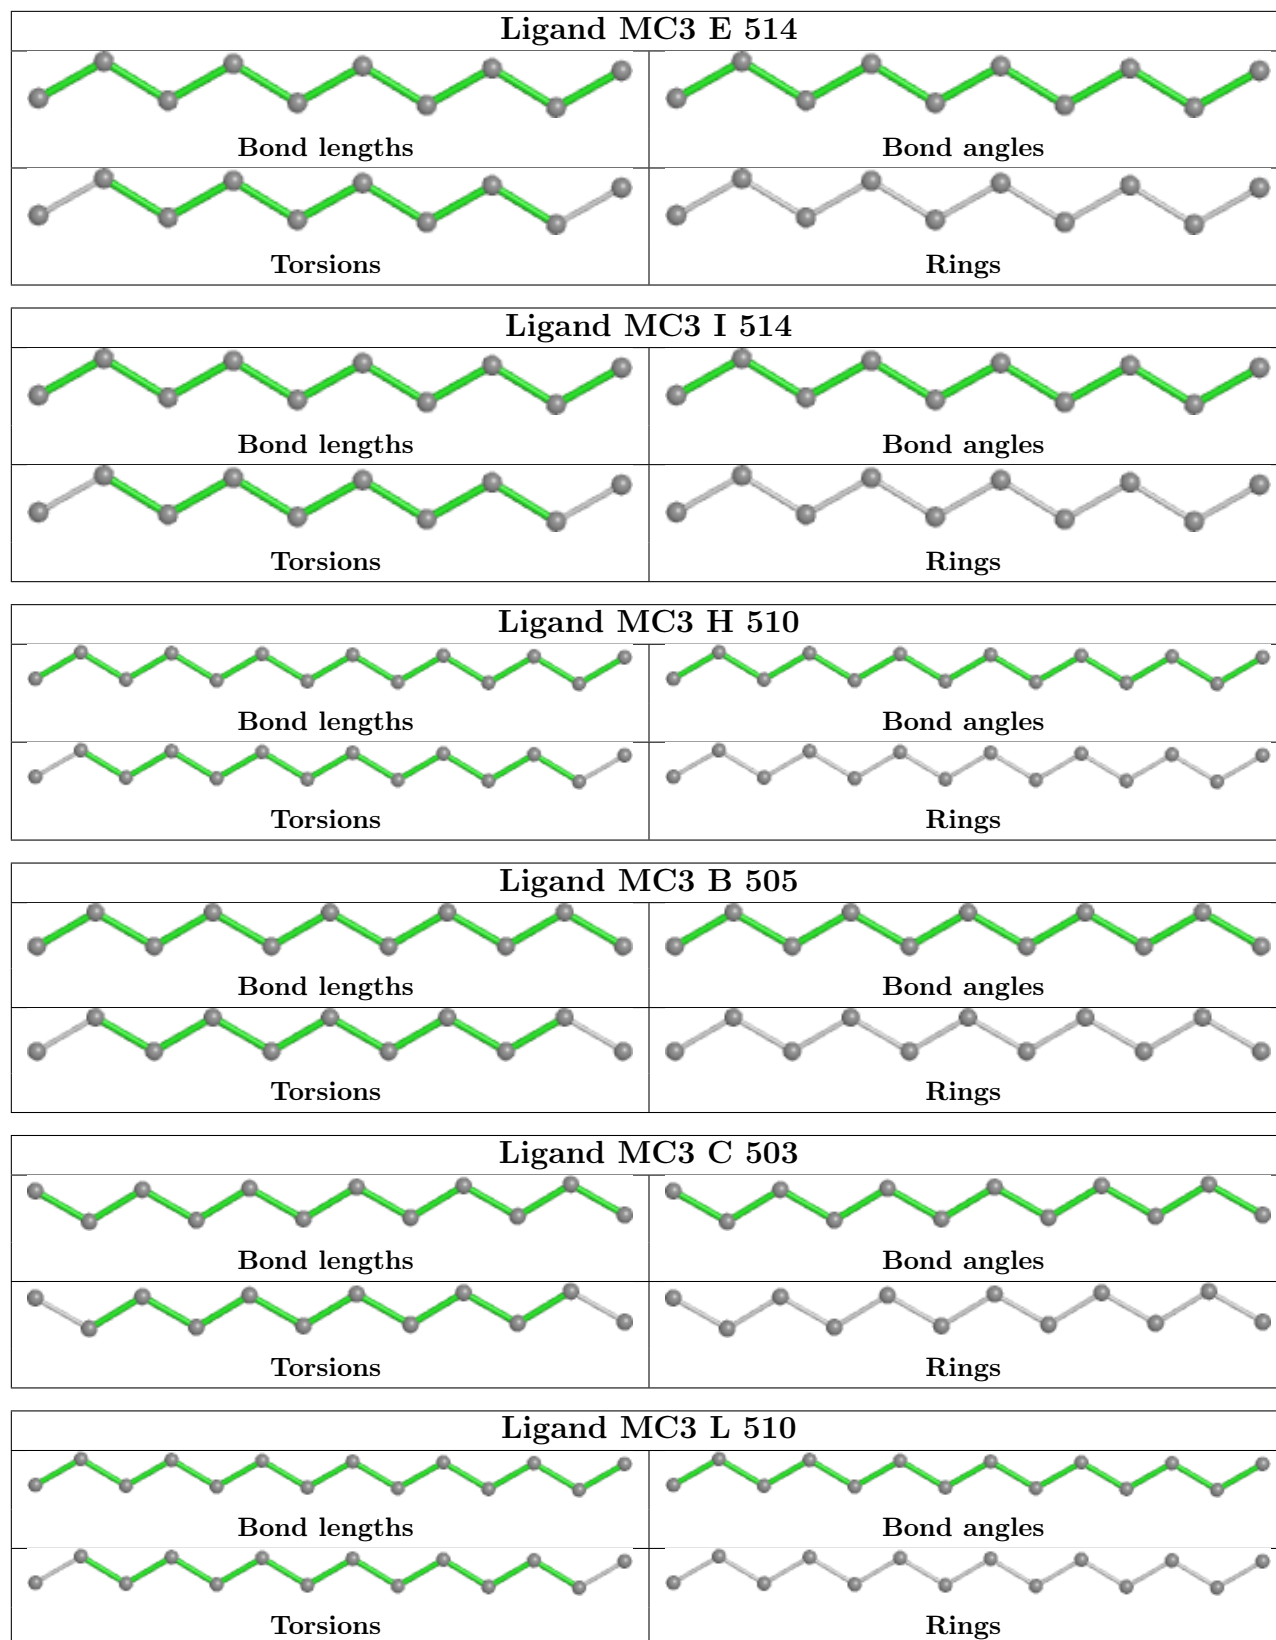 Ligand MC3 E 514
Bond lengths
Bond angles
Torsions
Rings
Ligand MC3 I 514
Bond lengths
Bond angles
Torsions
Rings
Ligand MC3 H 510
Bond lengths
Bond angles
Torsions
Rings
Ligand MC3 B 505
Bond lengths
Bond angles
Torsions
Rings
Ligand MC3 C 503
Bond lengths
Bond angles
Torsions
Rings
Ligand MC3 L 510
Bond lengths
Bond angles
Torsions
Rings